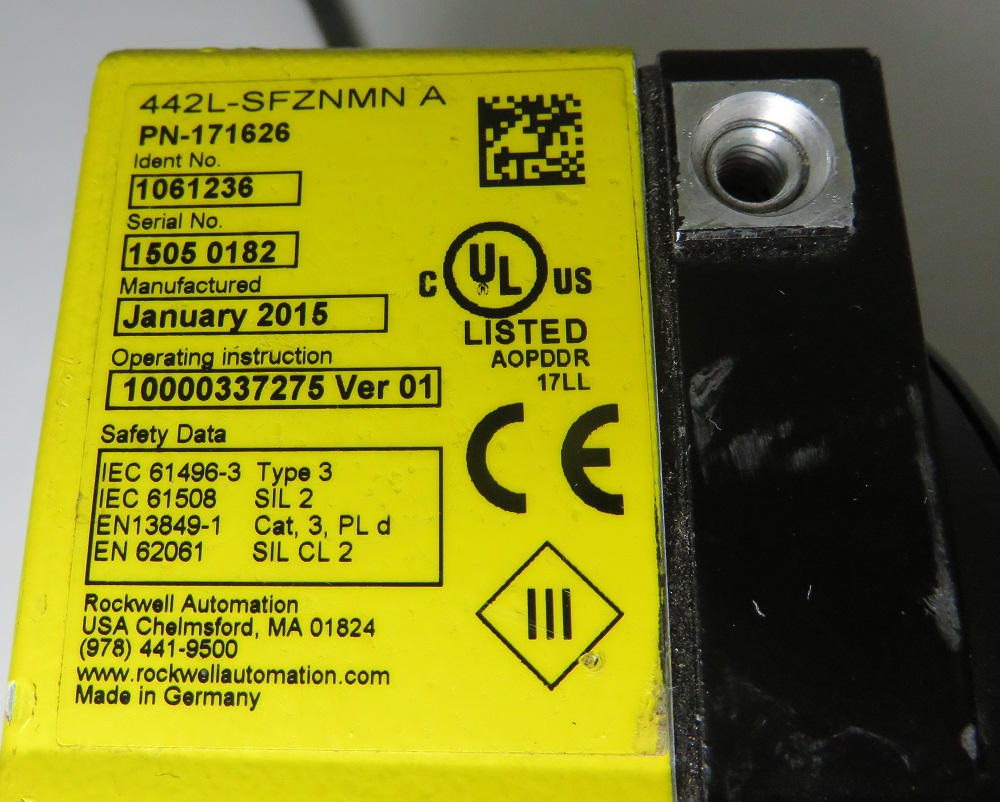 442L-SFZNMN A
PN-171626
Ident No.
1061236
Serial No.
1505 0182
Manufactured
January 2015
Operating instruction
10000337275 Ver 01
C UL US
®
LISTED
AOPDDR
17LL
CE
Safety Data
IEC 61496-3 Type 3
IEC 61508 SIL 2
EN13849-1 Cat, 3, PL d
EN 62061 SIL CL 2
III
Rockwell Automation
USA Chelmsford, MA 01824
(978) 441-9500
www.rockwellautomation.com
Made in Germany